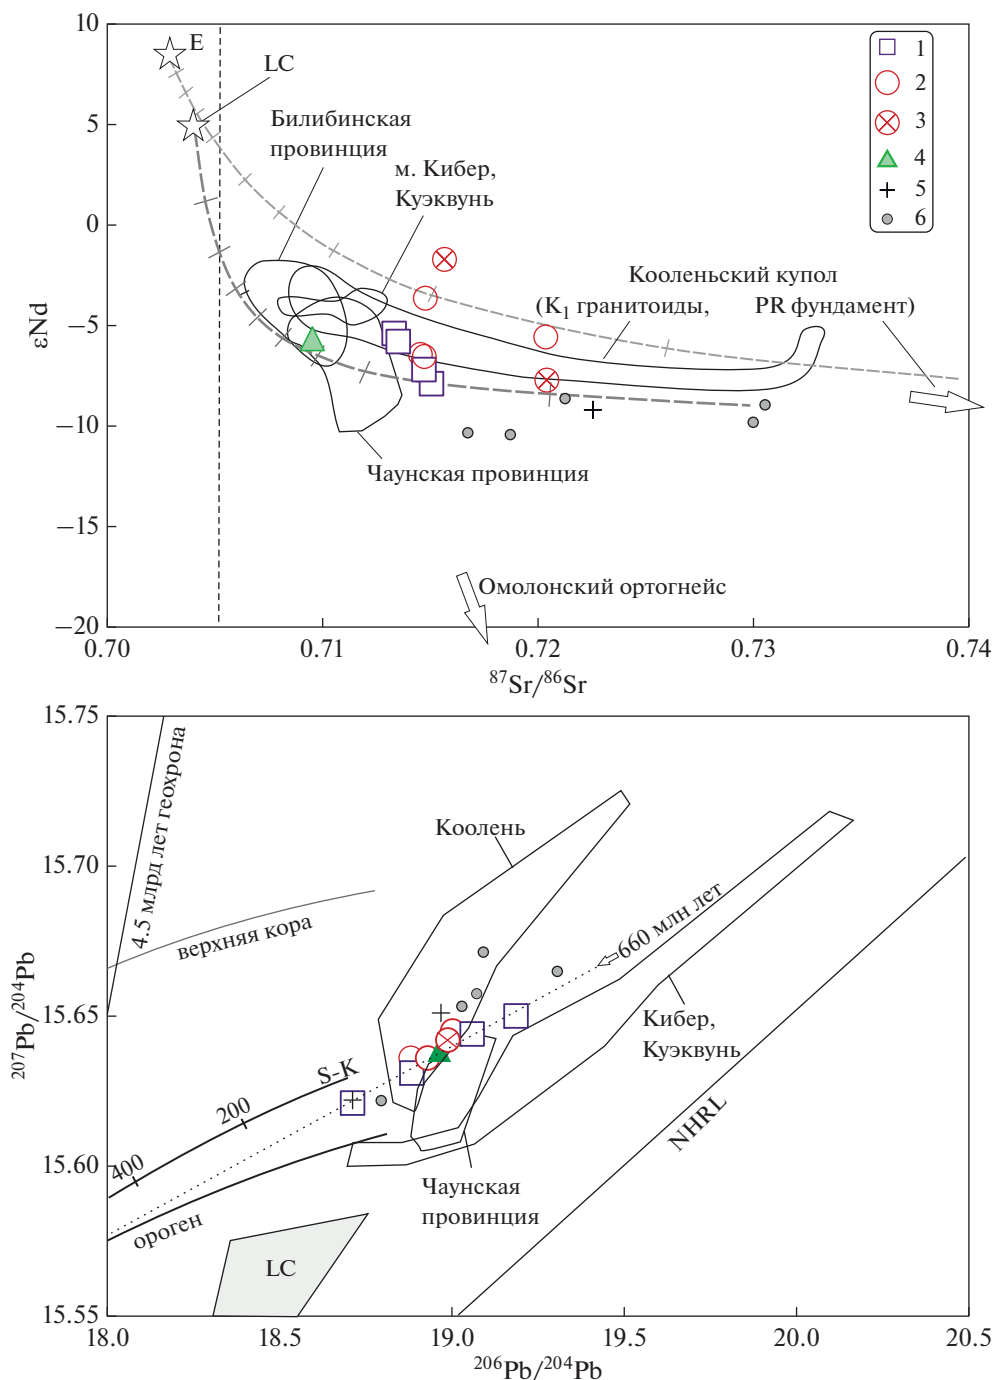 10
5
0
−5
−10
−15
−20
εNd
E
LC
Билибинская
провинция
м. Кибер,
Куэквунь
Кооленьский купол
(K₁ гранитоиды, PR фундамент)
Чаунская провинция
Омолонский ортогнейс
1
2
3
4
5
6
0.70 0.71 0.72 0.73 0.74
⁸⁷Sr/⁸⁶Sr
15.75
15.70
15.65
15.60
15.55
²⁰⁷Pb/²⁰⁴Pb
4.5 млрд лет геохрона
верхняя кора
Коолень
660 млн лет
Кибер,
Куэквунь
NHRL
S-K
200
400
ороген
Чаунская
провинция
LC
18.0 18.5 19.0 19.5 20.0 20.5
²⁰⁶Pb/²⁰⁴Pb